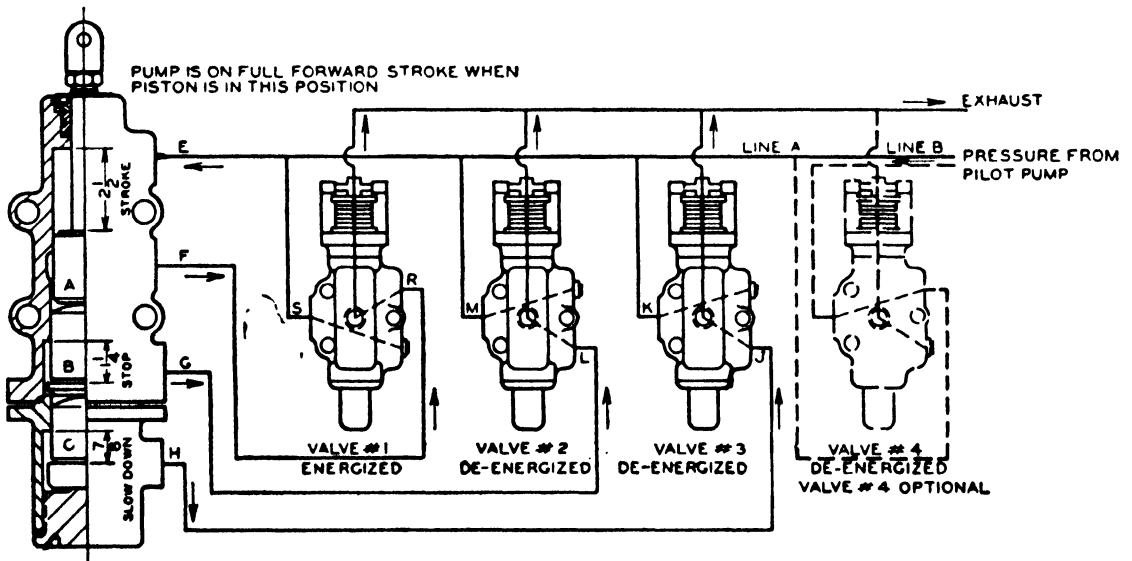 PUMP IS ON FULL FORWARD STROKE WHEN
PISTON IS IN THIS POSITION
EXHAUST
E
LINE A
LINE B
PRESSURE FROM
PILOT PUMP
2 1/2
STROKE
F
A
R
S
M
K
L
J
B
1/4
STOP
G
C
7/8
SLOW DOWN
H
VALVE #1
ENERGIZED
VALVE #2
DE-ENERGIZED
VALVE #3
DE-ENERGIZED
VALVE #4
DE-ENERGIZED
VALVE #4 OPTIONAL